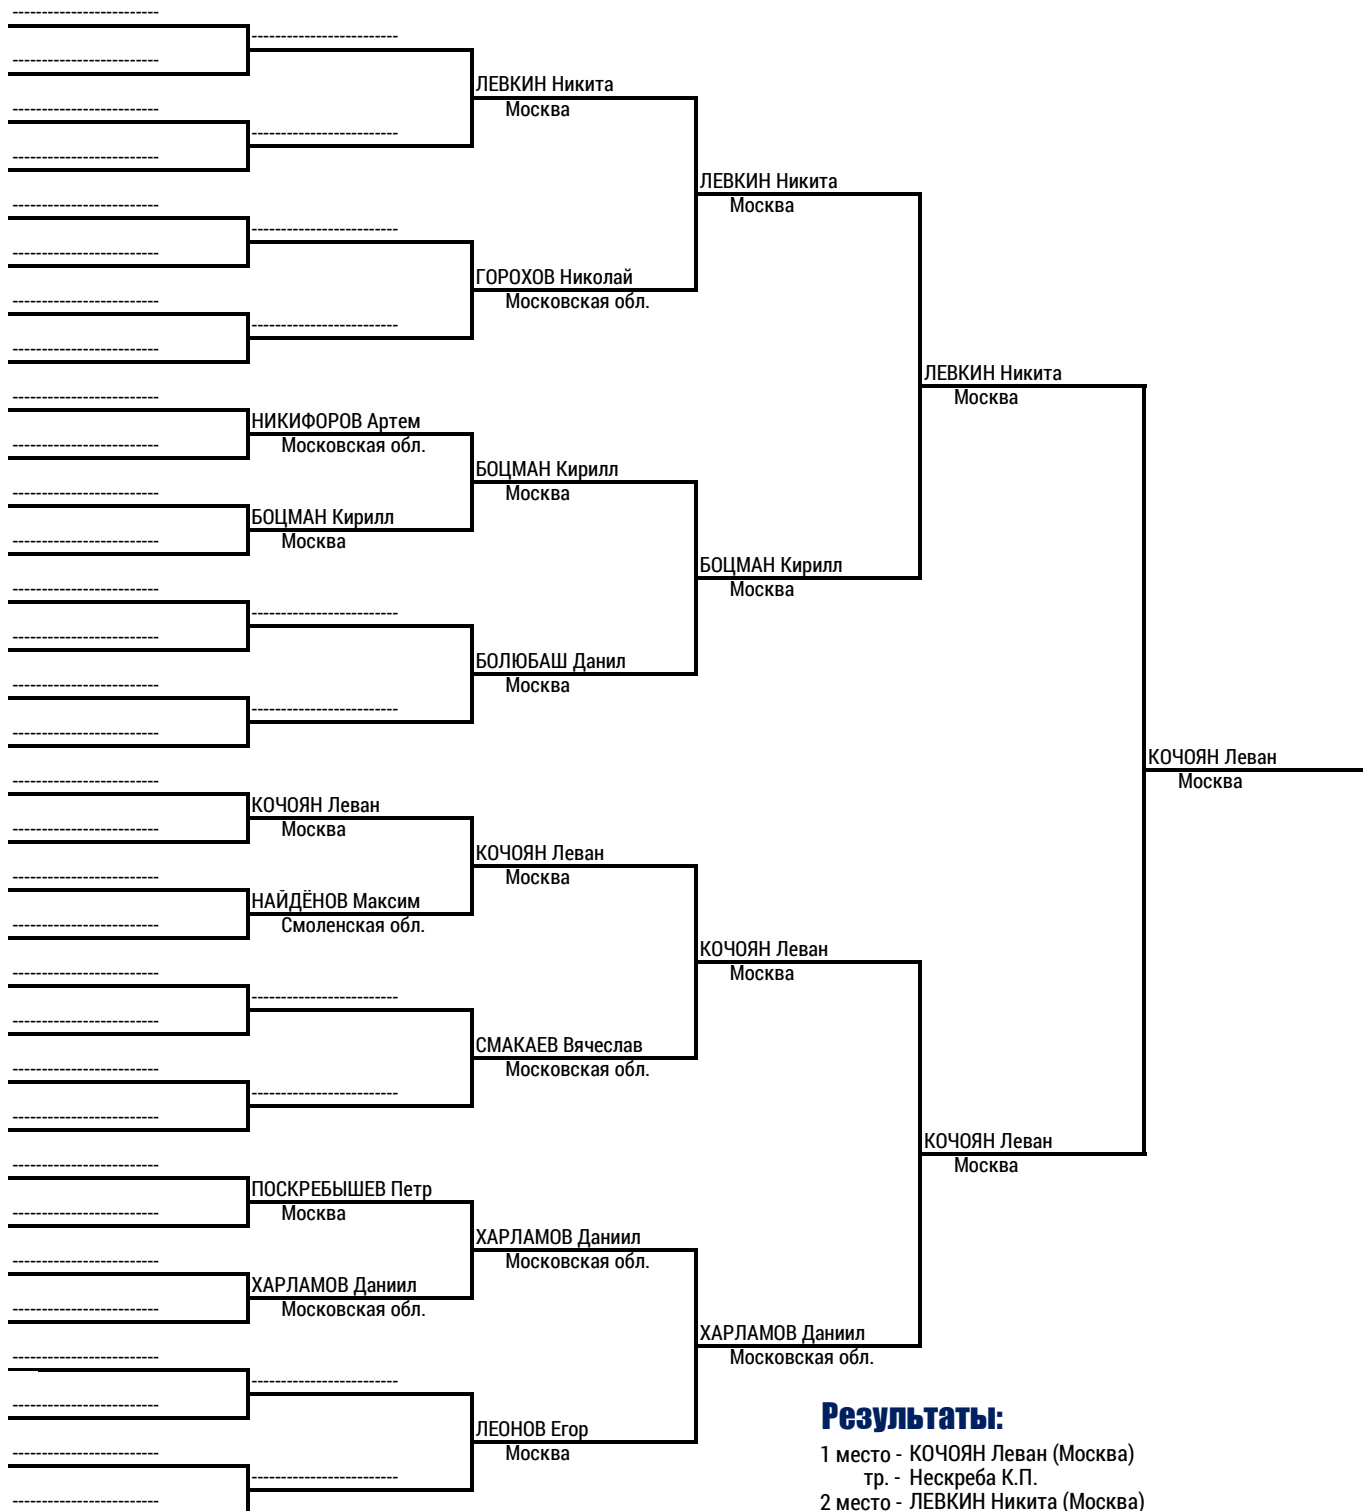 ЛЕВКИН Никита
Москва
ЛЕВКИН Никита
Москва
ГОРОХОВ Николай
Московская обл.
ЛЕВКИН Никита
Москва
НИКИФОРОВ Артем
Московская обл.
БОЦМАН Кирилл
Москва
БОЦМАН Кирилл
Москва
БОЦМАН Кирилл
Москва
БОЛЮБАШ Данил
Москва
КОЧОЯН Леван
Москва
КОЧОЯН Леван
Москва
КОЧОЯН Леван
Москва
НАЙДЁНОВ Максим
Смоленская обл.
КОЧОЯН Леван
Москва
СМАКАЕВ Вячеслав
Московская обл.
КОЧОЯН Леван
Москва
ПОСКРЕБЫШЕВ Петр
Москва
ХАРЛАМОВ Даниил
Московская обл.
ХАРЛАМОВ Даниил
Московская обл.
ХАРЛАМОВ Даниил
Московская обл.
ЛЕОНОВ Егор
Москва
Результаты:
1 место - КОЧОЯН Леван (Москва)
тр. - Нескреба К.П.
2 место - ЛЕВКИН Никита (Москва)